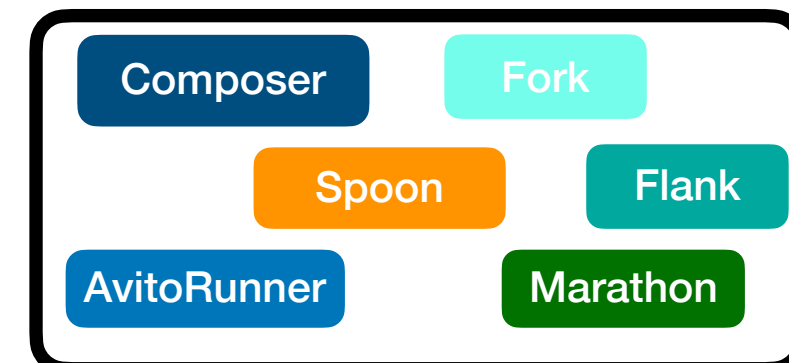 Composer
Fork
Spoon
Flank
AvitoRunner
Marathon